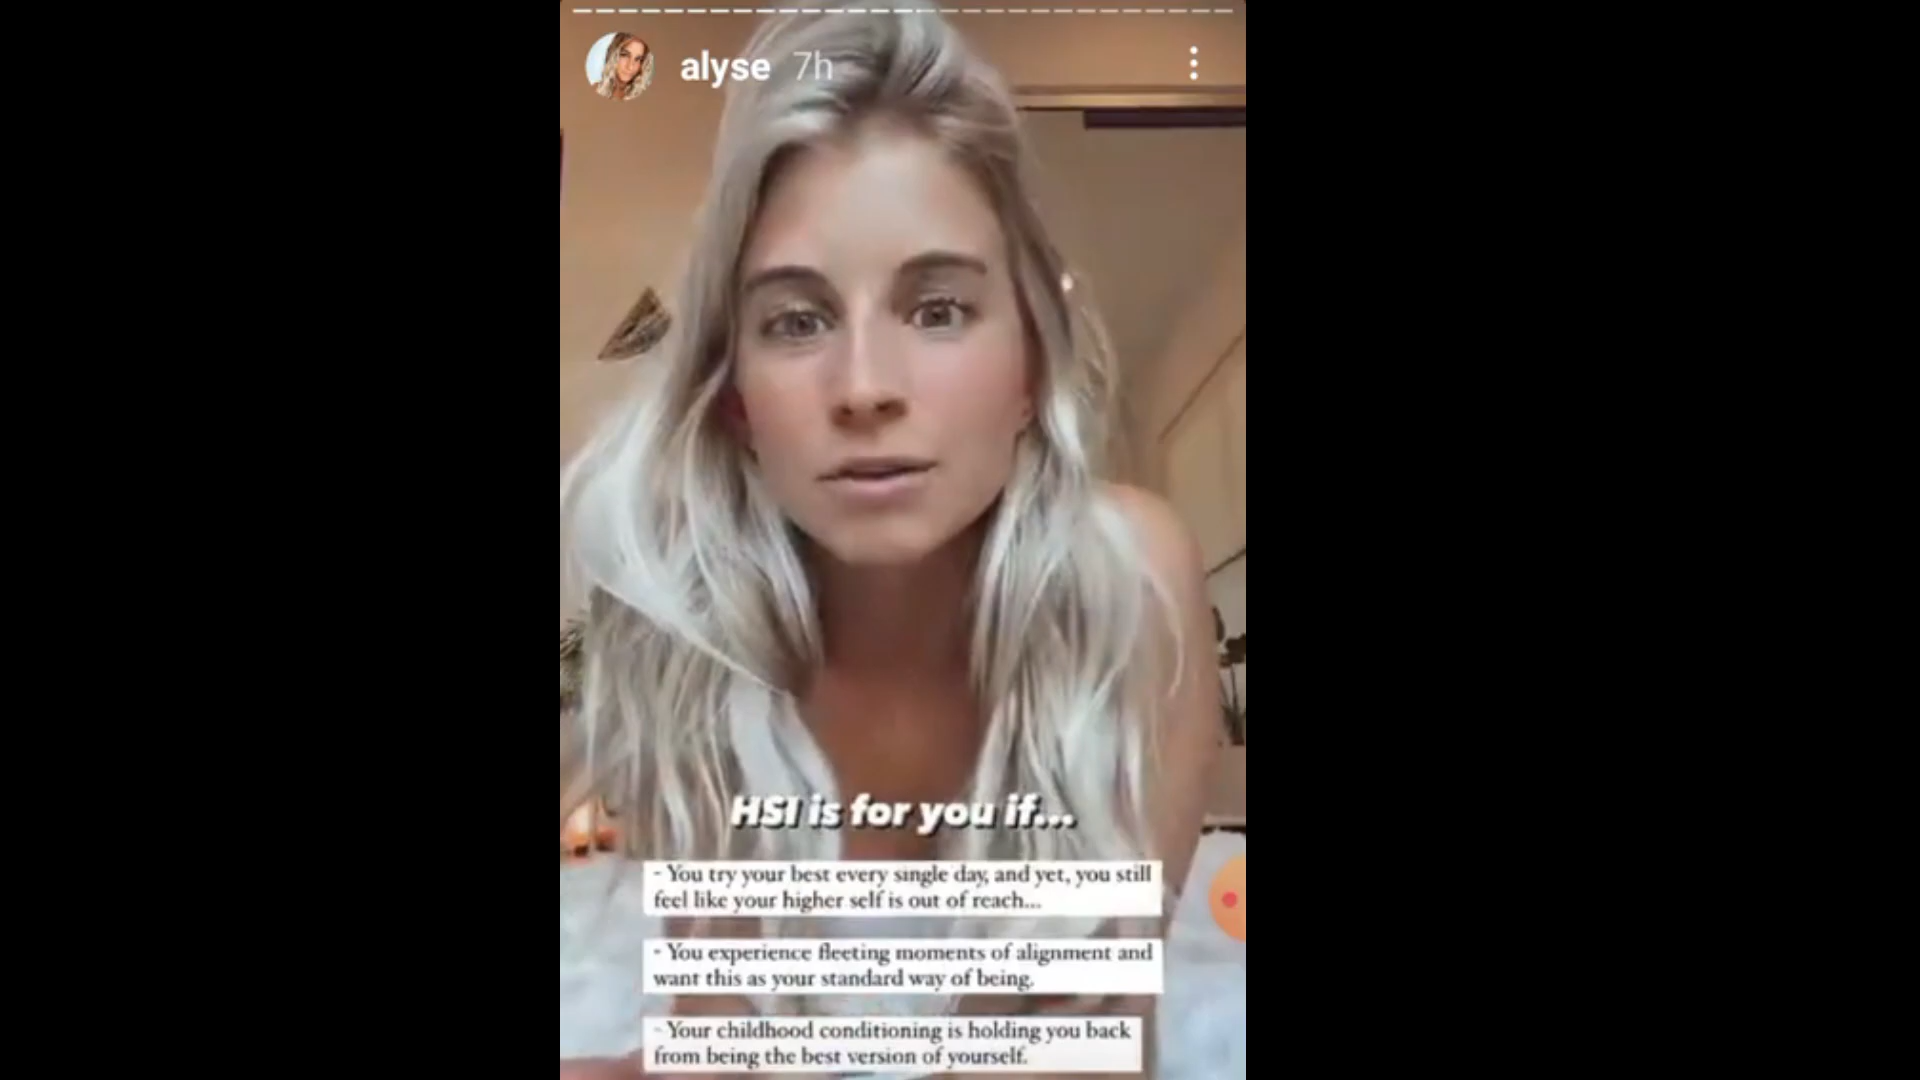 alyse 7h
HSI is for you if...
- You try your best every single day, and yet, you still
feel like your higher self is out of reach...
- You experience fleeting moments of alignment and
want this as your standard way of being.
- Your childhood conditioning is holding you back
from being the best version of yourself.